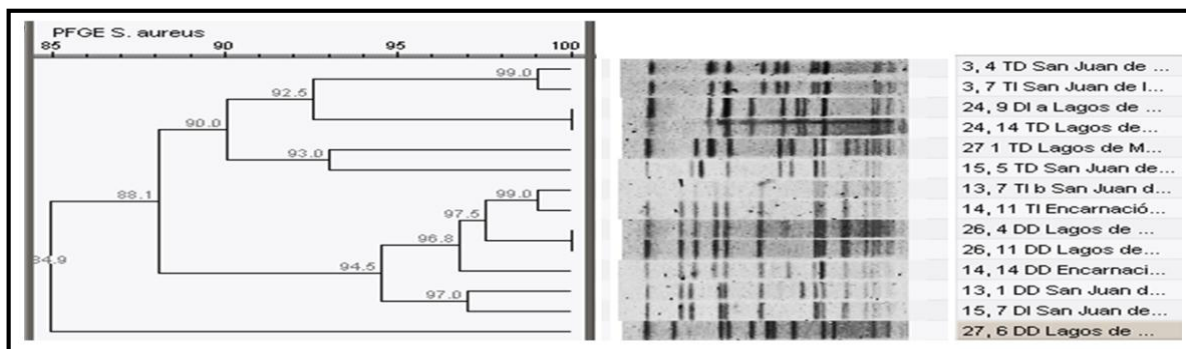 PFGE S. aureus
85 90 95 100
99.0
92.5
90.0
93.0
88.1
99.0
97.5
96.8
94.5
97.0
84.9
3, 4 TD San Juan de ...
3, 7 TI San Juan de l...
24, 9 DI a Lagos de ...
24, 14 TD Lagos de...
27 1 TD Lagos de M...
15, 5 TD San Juan de...
13, 7 TI b San Juan d...
14, 11 TI Encarnació...
26, 4 DD Lagos de ...
26, 11 DD Lagos de...
14, 14 DD Encarnaci...
13, 1 DD San Juan d...
15, 7 DI San Juan de...
27, 6 DD Lagos de ...